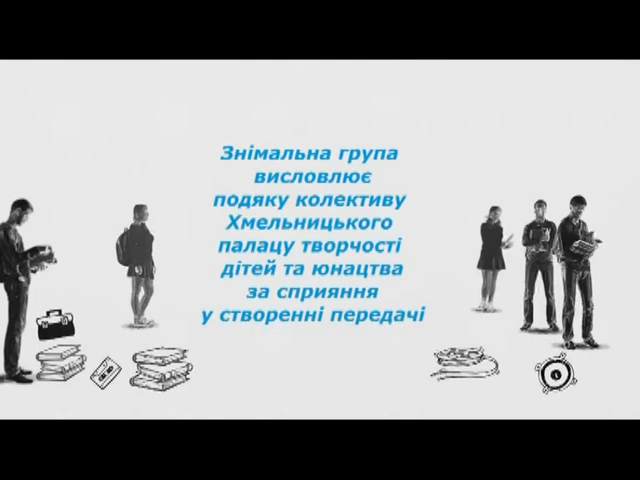 Знімальна група
висловлює
подяку колективу
Хмельницького
палацу творчості
дітей та юнацтва
за сприяння
у створенні передачі